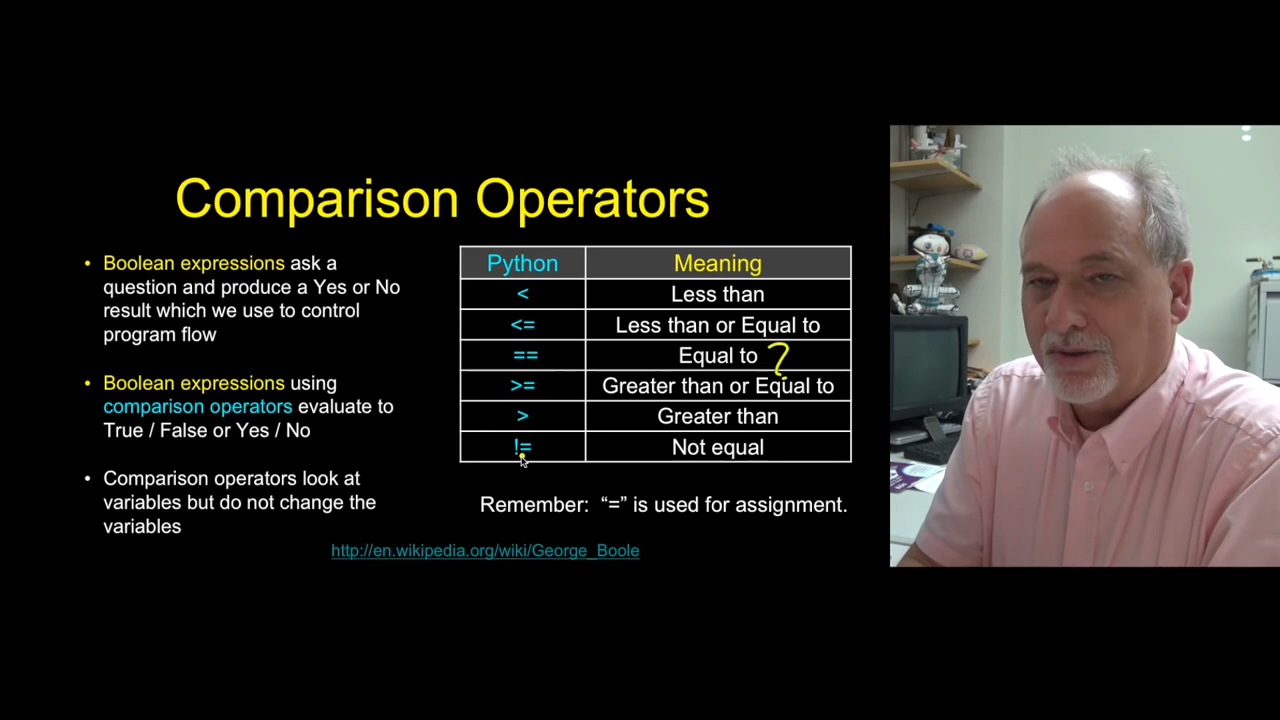 Comparison Operators
• Boolean expressions ask a
question and produce a Yes or No
result which we use to control
program flow
• Boolean expressions using
comparison operators evaluate to
True / False or Yes / No
• Comparison operators look at
variables but do not change the
variables
Python Meaning
< Less than
<= Less than or Equal to
== Equal to ?
>= Greater than or Equal to
> Greater than
!= Not equal
Remember: “=” is used for assignment.
http://en.wikipedia.org/wiki/George_Boole